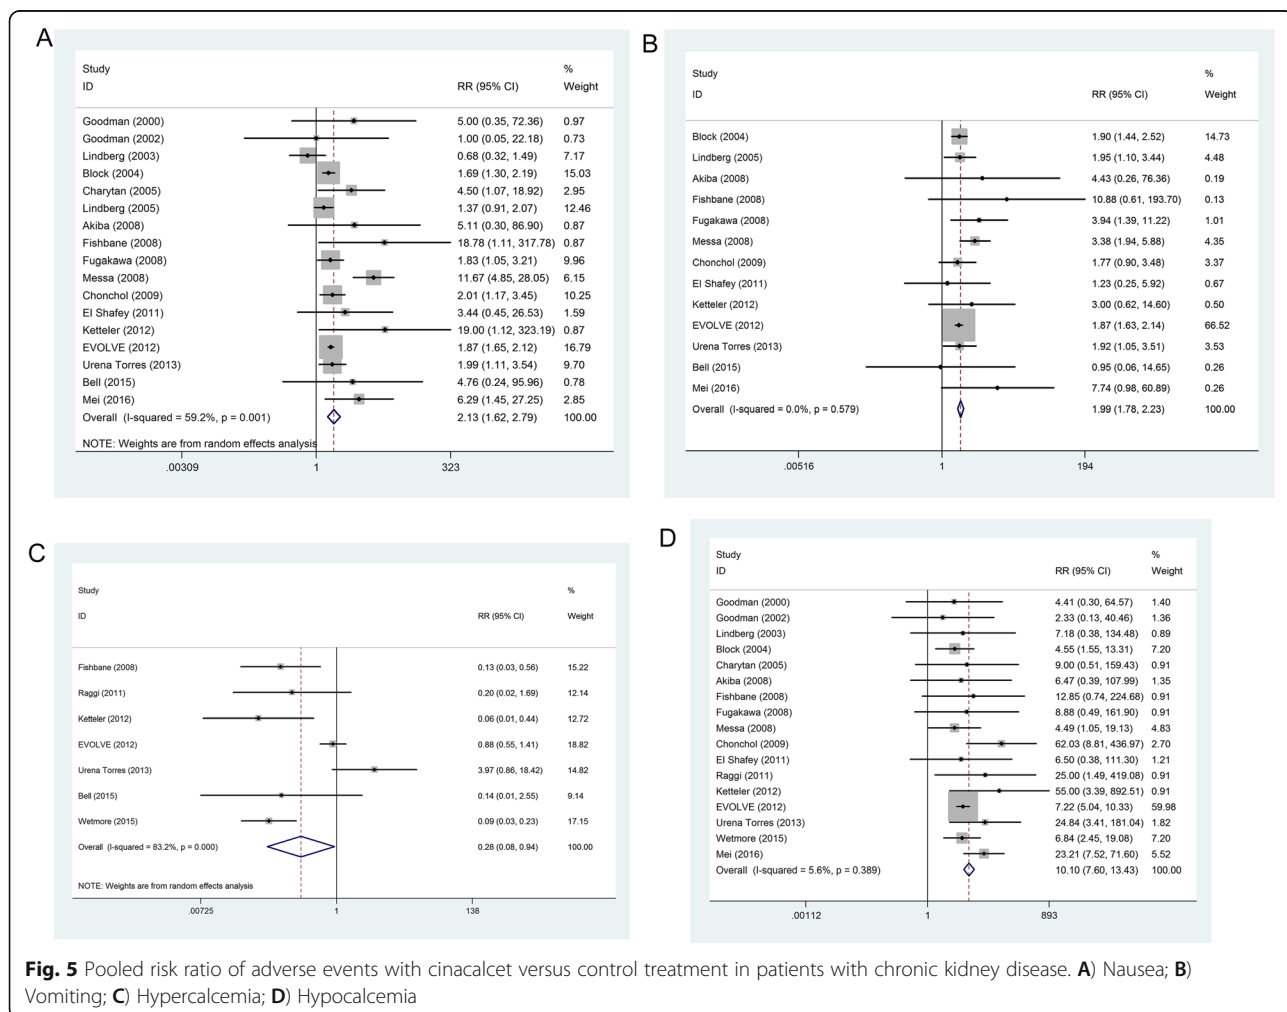 A
Study %
ID RR (95% CI) Weight
Goodman (2000) 5.00 (0.35, 72.36) 0.97
Goodman (2002) 1.00 (0.05, 22.18) 0.73
Lindberg (2003) 0.68 (0.32, 1.49) 7.17
Block (2004) 1.69 (1.30, 2.19) 15.03
Charytan (2005) 4.50 (1.07, 18.92) 2.95
Lindberg (2005) 1.37 (0.91, 2.07) 12.46
Akiba (2008) 5.11 (0.30, 86.90) 0.87
Fishbane (2008) 18.78 (1.11, 317.78) 0.87
Fugakawa (2008) 1.83 (1.05, 3.21) 9.96
Messa (2008) 11.67 (4.85, 28.05) 6.15
Chonchol (2009) 2.01 (1.17, 3.45) 10.25
El Shafey (2011) 3.44 (0.45, 26.53) 1.59
Ketteler (2012) 19.00 (1.12, 323.19) 0.87
EVOLVE (2012) 1.87 (1.65, 2.12) 16.79
Urena Torres (2013) 1.99 (1.11, 3.54) 9.70
Bell (2015) 4.76 (0.24, 95.96) 0.78
Mei (2016) 6.29 (1.45, 27.25) 2.85
Overall (I-squared = 59.2%, p = 0.001) 2.13 (1.62, 2.79) 100.00
NOTE: Weights are from random effects analysis
.00309 1 323
B
Study %
ID RR (95% CI) Weight
Block (2004) 1.90 (1.44, 2.52) 14.73
Lindberg (2005) 1.95 (1.10, 3.44) 4.48
Akiba (2008) 4.43 (0.26, 76.36) 0.19
Fishbane (2008) 10.88 (0.61, 193.70) 0.13
Fugakawa (2008) 3.94 (1.39, 11.22) 1.01
Messa (2008) 3.38 (1.94, 5.88) 4.35
Chonchol (2009) 1.77 (0.90, 3.48) 3.37
El Shafey (2011) 1.23 (0.25, 5.92) 0.67
Ketteler (2012) 3.00 (0.62, 14.60) 0.50
EVOLVE (2012) 1.87 (1.63, 2.14) 66.52
Urena Torres (2013) 1.92 (1.05, 3.51) 3.53
Bell (2015) 0.95 (0.06, 14.65) 0.26
Mei (2016) 7.74 (0.98, 60.89) 0.26
Overall (I-squared = 0.0%, p = 0.579) 1.99 (1.78, 2.23) 100.00
.00516 1 194
C
Study %
ID RR (95% CI) Weight
Fishbane (2008) 0.13 (0.03, 0.56) 15.22
Raggi (2011) 0.20 (0.02, 1.69) 12.14
Ketteler (2012) 0.06 (0.01, 0.44) 12.72
EVOLVE (2012) 0.88 (0.55, 1.41) 18.82
Urena Torres (2013) 3.97 (0.86, 18.42) 14.82
Bell (2015) 0.14 (0.01, 2.55) 9.14
Wetmore (2015) 0.09 (0.03, 0.23) 17.15
Overall (I-squared = 83.2%, p = 0.000) 0.28 (0.08, 0.94) 100.00
NOTE: Weights are from random effects analysis
.00725 1 138
D
Study %
ID RR (95% CI) Weight
Goodman (2000) 4.41 (0.30, 64.57) 1.40
Goodman (2002) 2.33 (0.13, 40.46) 1.36
Lindberg (2003) 7.18 (0.38, 134.48) 0.89
Block (2004) 4.55 (1.55, 13.31) 7.20
Charytan (2005) 9.00 (0.51, 159.43) 0.91
Akiba (2008) 6.47 (0.39, 107.99) 1.35
Fishbane (2008) 12.85 (0.74, 224.68) 0.91
Fugakawa (2008) 8.88 (0.49, 161.90) 0.91
Messa (2008) 4.49 (1.05, 19.13) 4.83
Chonchol (2009) 62.03 (8.81, 436.97) 2.70
El Shafey (2011) 6.50 (0.38, 111.30) 1.21
Raggi (2011) 25.00 (1.49, 419.08) 0.91
Ketteler (2012) 55.00 (3.39, 892.51) 0.91
EVOLVE (2012) 7.22 (5.04, 10.33) 59.98
Urena Torres (2013) 24.84 (3.41, 181.04) 1.82
Wetmore (2015) 6.84 (2.45, 19.08) 7.20
Mei (2016) 23.21 (7.52, 71.60) 5.52
Overall (I-squared = 5.6%, p = 0.389) 10.10 (7.60, 13.43) 100.00
.00112 1 893
Fig. 5 Pooled risk ratio of adverse events with cinacalcet versus control treatment in patients with chronic kidney disease. A) Nausea; B)
Vomiting; C) Hypercalcemia; D) Hypocalcemia